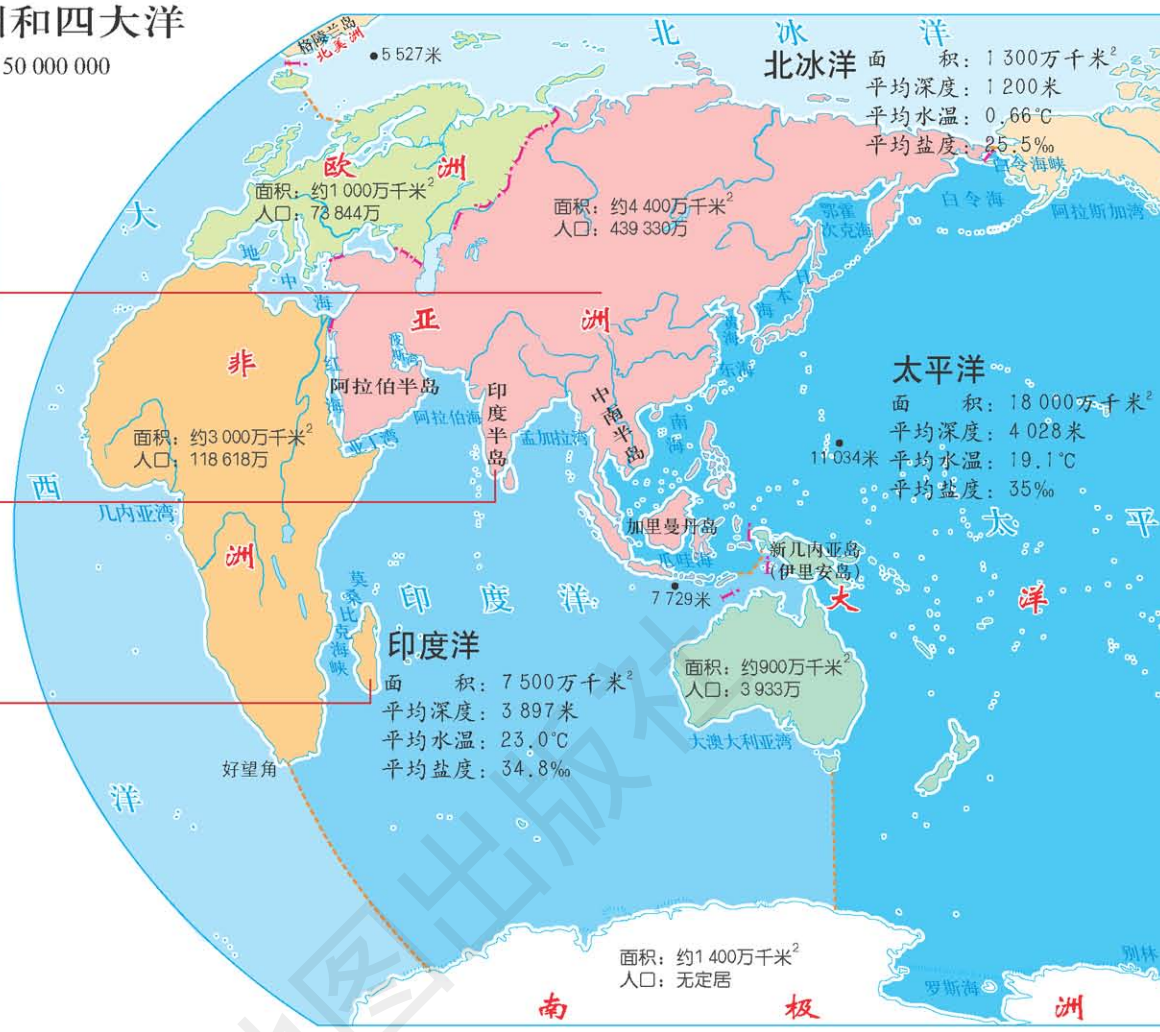 和四大洋
50 000 000
格陵兰岛
北美洲
5 527米
北冰洋
北冰洋
面 积：1 300万千米²
平均深度：1 200米
平均水温：0.66℃
平均盐度：25.5‰
白令海峡
白令海
阿拉斯加湾
欧洲
面积：约1 000万千米²
人口：73 844万
面积：约4 400万千米²
人口：439 330万
鄂霍
次克海
大西洋
地中海
亚洲
日本海
黄海
东海
南海
非洲
红海
波斯湾
阿拉伯半岛
阿拉伯海
印度半岛
孟加拉湾
中南半岛
亚丁湾
面积：约3 000万千米²
人口：118 618万
太平洋
面 积：18 000万千米²
平均深度：4 028米
11 034米
平均水温：19.1℃
平均盐度：35‰
太平
几内亚湾
加里曼丹岛
爪哇海
新几内亚岛
(伊里安岛)
7 729米
大洋
莫桑比克海峡
印度洋
印度洋
面 积：7 500万千米²
平均深度：3 897米
平均水温：23.0℃
平均盐度：34.8‰
面积：约900万千米²
人口：3 933万
大澳大利亚湾
好望角
面积：约1 400万千米²
人口：无定居
别林
罗斯海
南极洲
图出版社